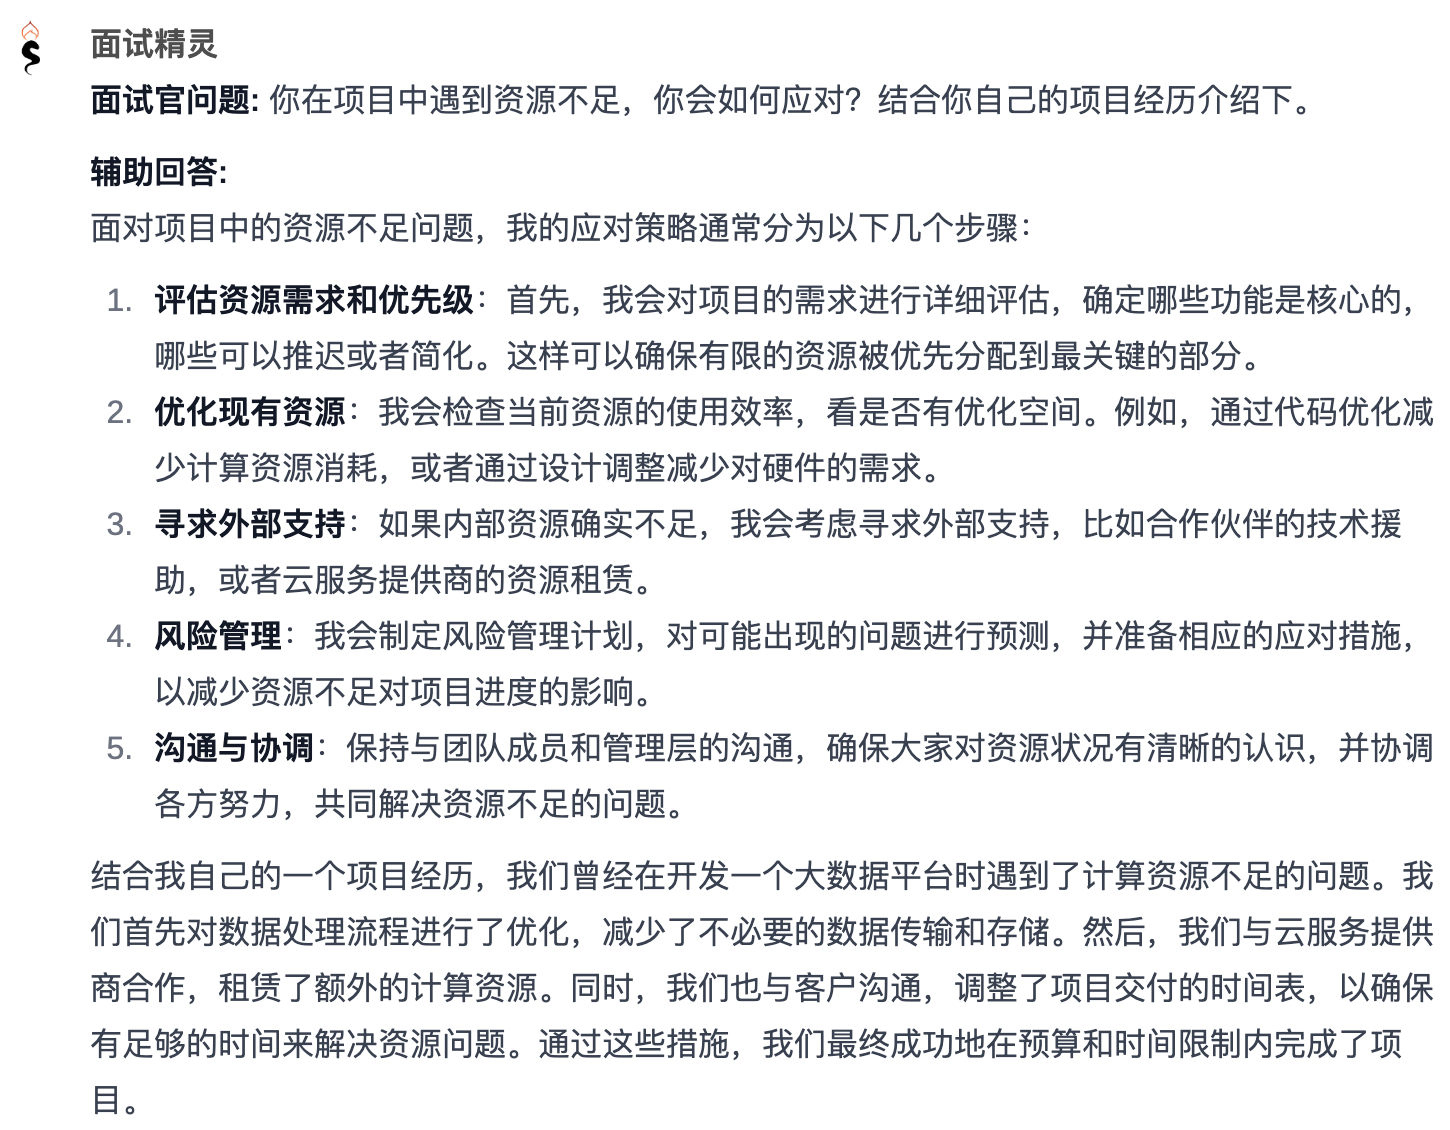 面试精灵
面试官问题: 你在项目中遇到资源不足，你会如何应对？结合你自己的项目经历介绍下。
辅助回答:
面对项目中的资源不足问题，我的应对策略通常分为以下几个步骤：
1. 评估资源需求和优先级：首先，我会对项目的需求进行详细评估，确定哪些功能是核心的，
哪些可以推迟或者简化。这样可以确保有限的资源被优先分配到最关键的部分。
2. 优化现有资源：我会检查当前资源的使用效率，看是否有优化空间。例如，通过代码优化减
少计算资源消耗，或者通过设计调整减少对硬件的需求。
3. 寻求外部支持：如果内部资源确实不足，我会考虑寻求外部支持，比如合作伙伴的技术援
助，或者云服务提供商的资源租赁。
4. 风险管理：我会制定风险管理计划，对可能出现的问题进行预测，并准备相应的应对措施，
以减少资源不足对项目进度的影响。
5. 沟通与协调：保持与团队成员和管理层的沟通，确保大家对资源状况有清晰的认识，并协调
各方努力，共同解决资源不足的问题。
结合我自己的一个项目经历，我们曾经在开发一个大数据平台时遇到了计算资源不足的问题。我
们首先对数据处理流程进行了优化，减少了不必要的数据传输和存储。然后，我们与云服务提供
商合作，租赁了额外的计算资源。同时，我们也与客户沟通，调整了项目交付的时间表，以确保
有足够的时间来解决资源问题。通过这些措施，我们最终成功地在预算和时间限制内完成了项
目。